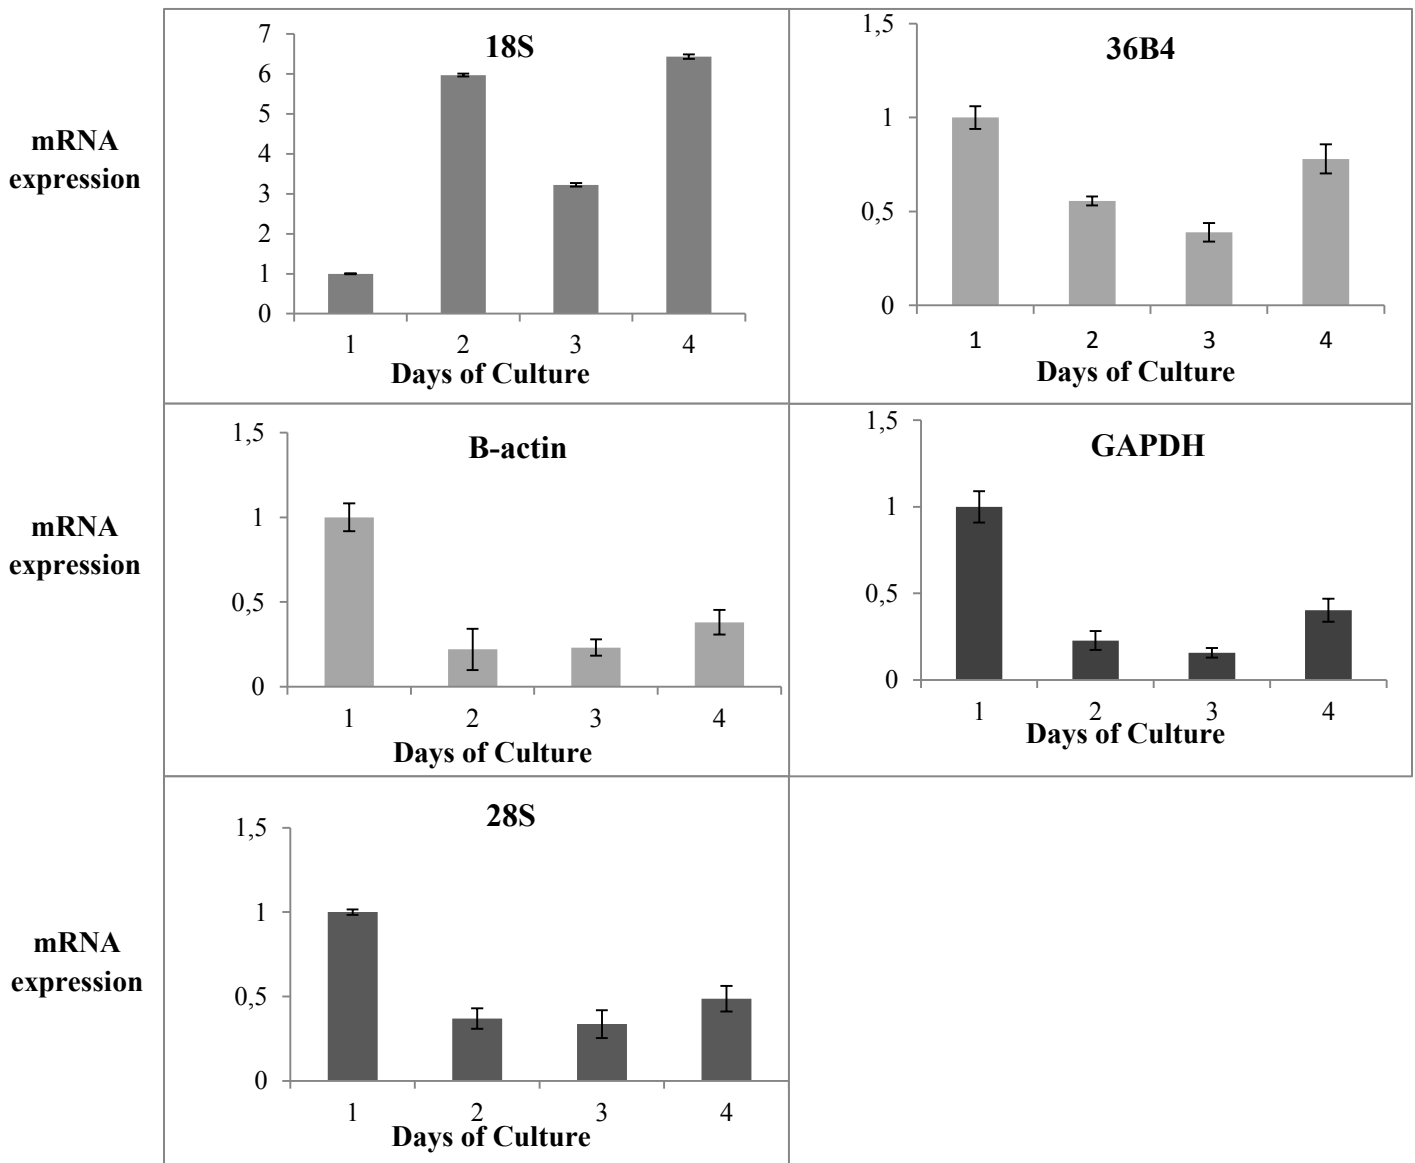 mRNA
expression
18S
7
6
5
4
3
2
1
0
1 2 3 4
Days of Culture
36B4
1,5
1
0,5
0
1 2 3 4
Days of Culture
mRNA
expression
B-actin
1,5
1
0,5
0
1 2 3 4
Days of Culture
GAPDH
1,5
1
0,5
0
1 2 3 4
Days of Culture
mRNA
expression
28S
1,5
1
0,5
0
1 2 3 4
Days of Culture